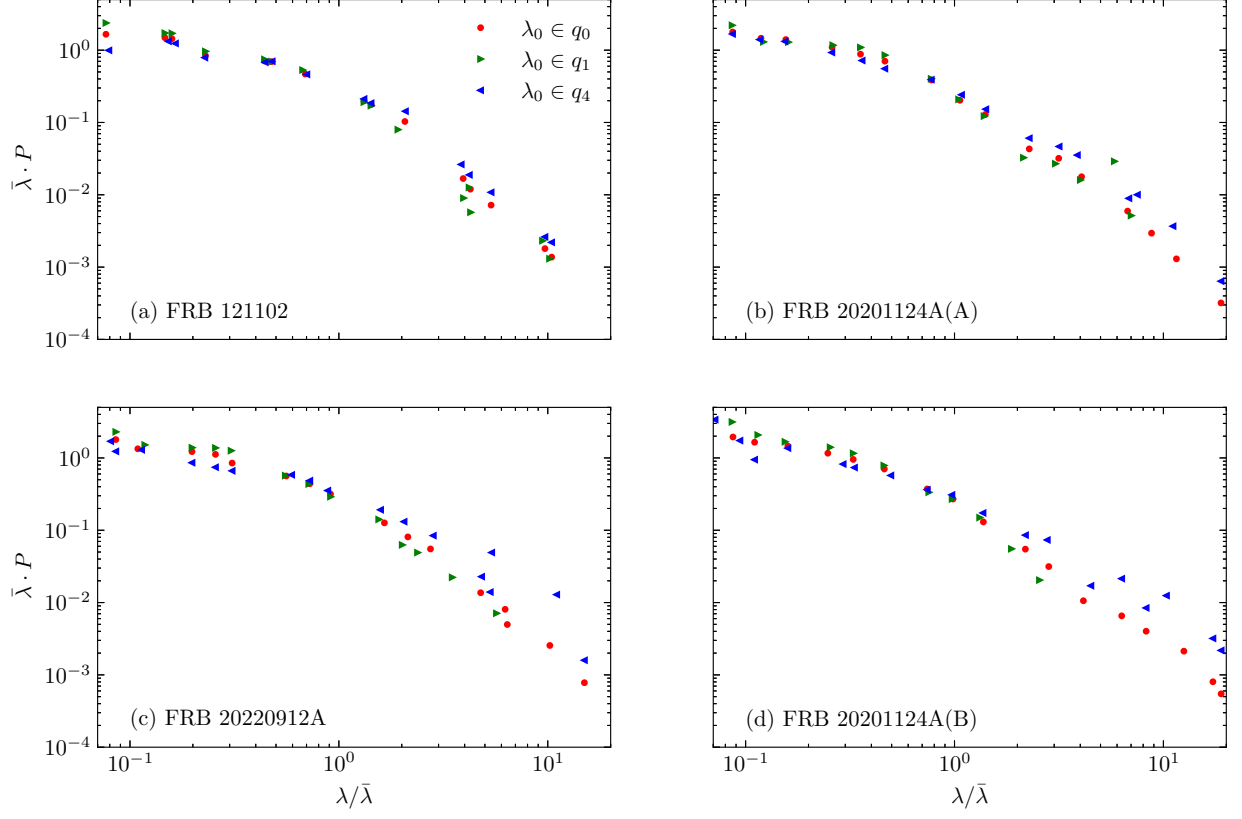 10⁰
10⁻¹
10⁻²
10⁻³
10⁻⁴
λ̄ · P
λ₀ ∈ q₀
λ₀ ∈ q₁
λ₀ ∈ q₄
(a) FRB 121102
(b) FRB 20201124A(A)
10⁰
10⁻¹
10⁻²
10⁻³
10⁻⁴
λ̄ · P
(c) FRB 20220912A
(d) FRB 20201124A(B)
10⁻¹ 10⁰ 10¹
10⁻¹ 10⁰ 10¹
λ/λ̄
λ/λ̄